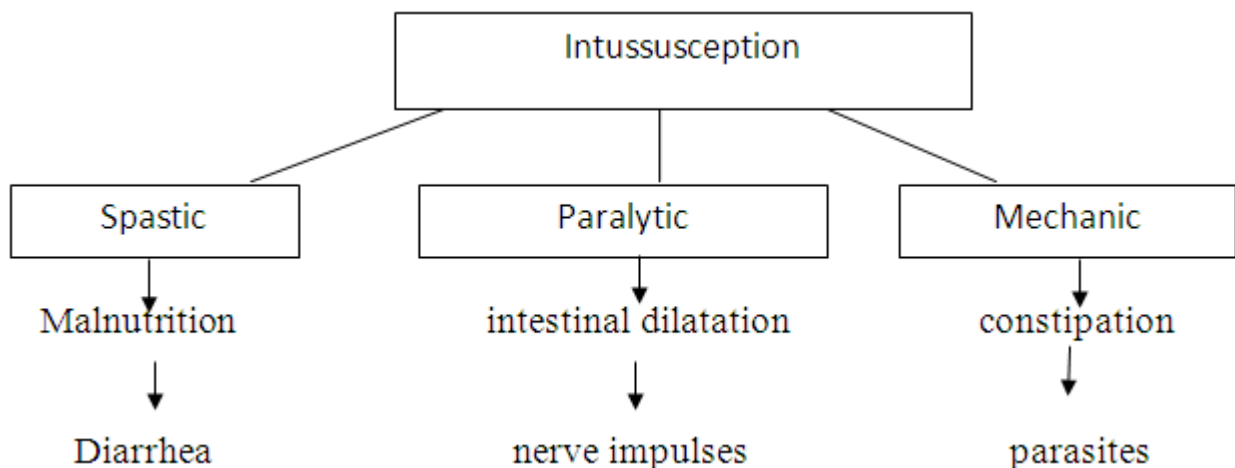 Intussusception
Spastic
Paralytic
Mechanic
Malnutrition
intestinal dilatation
constipation
Diarrhea
nerve impulses
parasites